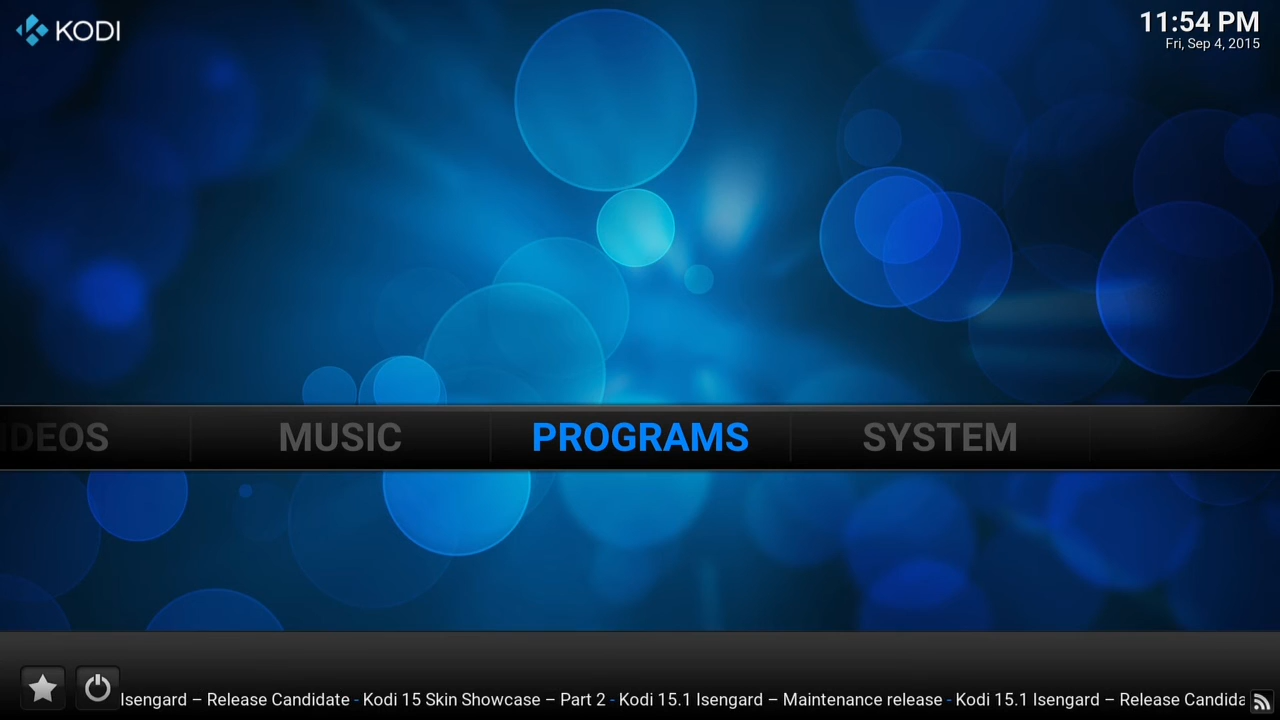 KODI
11:54 PM
Fri, Sep 4, 2015
IDEOS MUSIC PROGRAMS SYSTEM
Isengard – Release Candidate - Kodi 15 Skin Showcase – Part 2 - Kodi 15.1 Isengard – Maintenance release - Kodi 15.1 Isengard – Release Candida